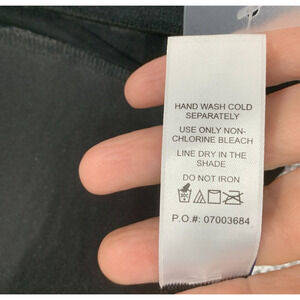 HAND WASH COLD
SEPARATELY
USE ONLY NON-
CHLORINE BLEACH
LINE DRY IN THE
SHADE
DO NOT IRON
P.O.#: 07003684